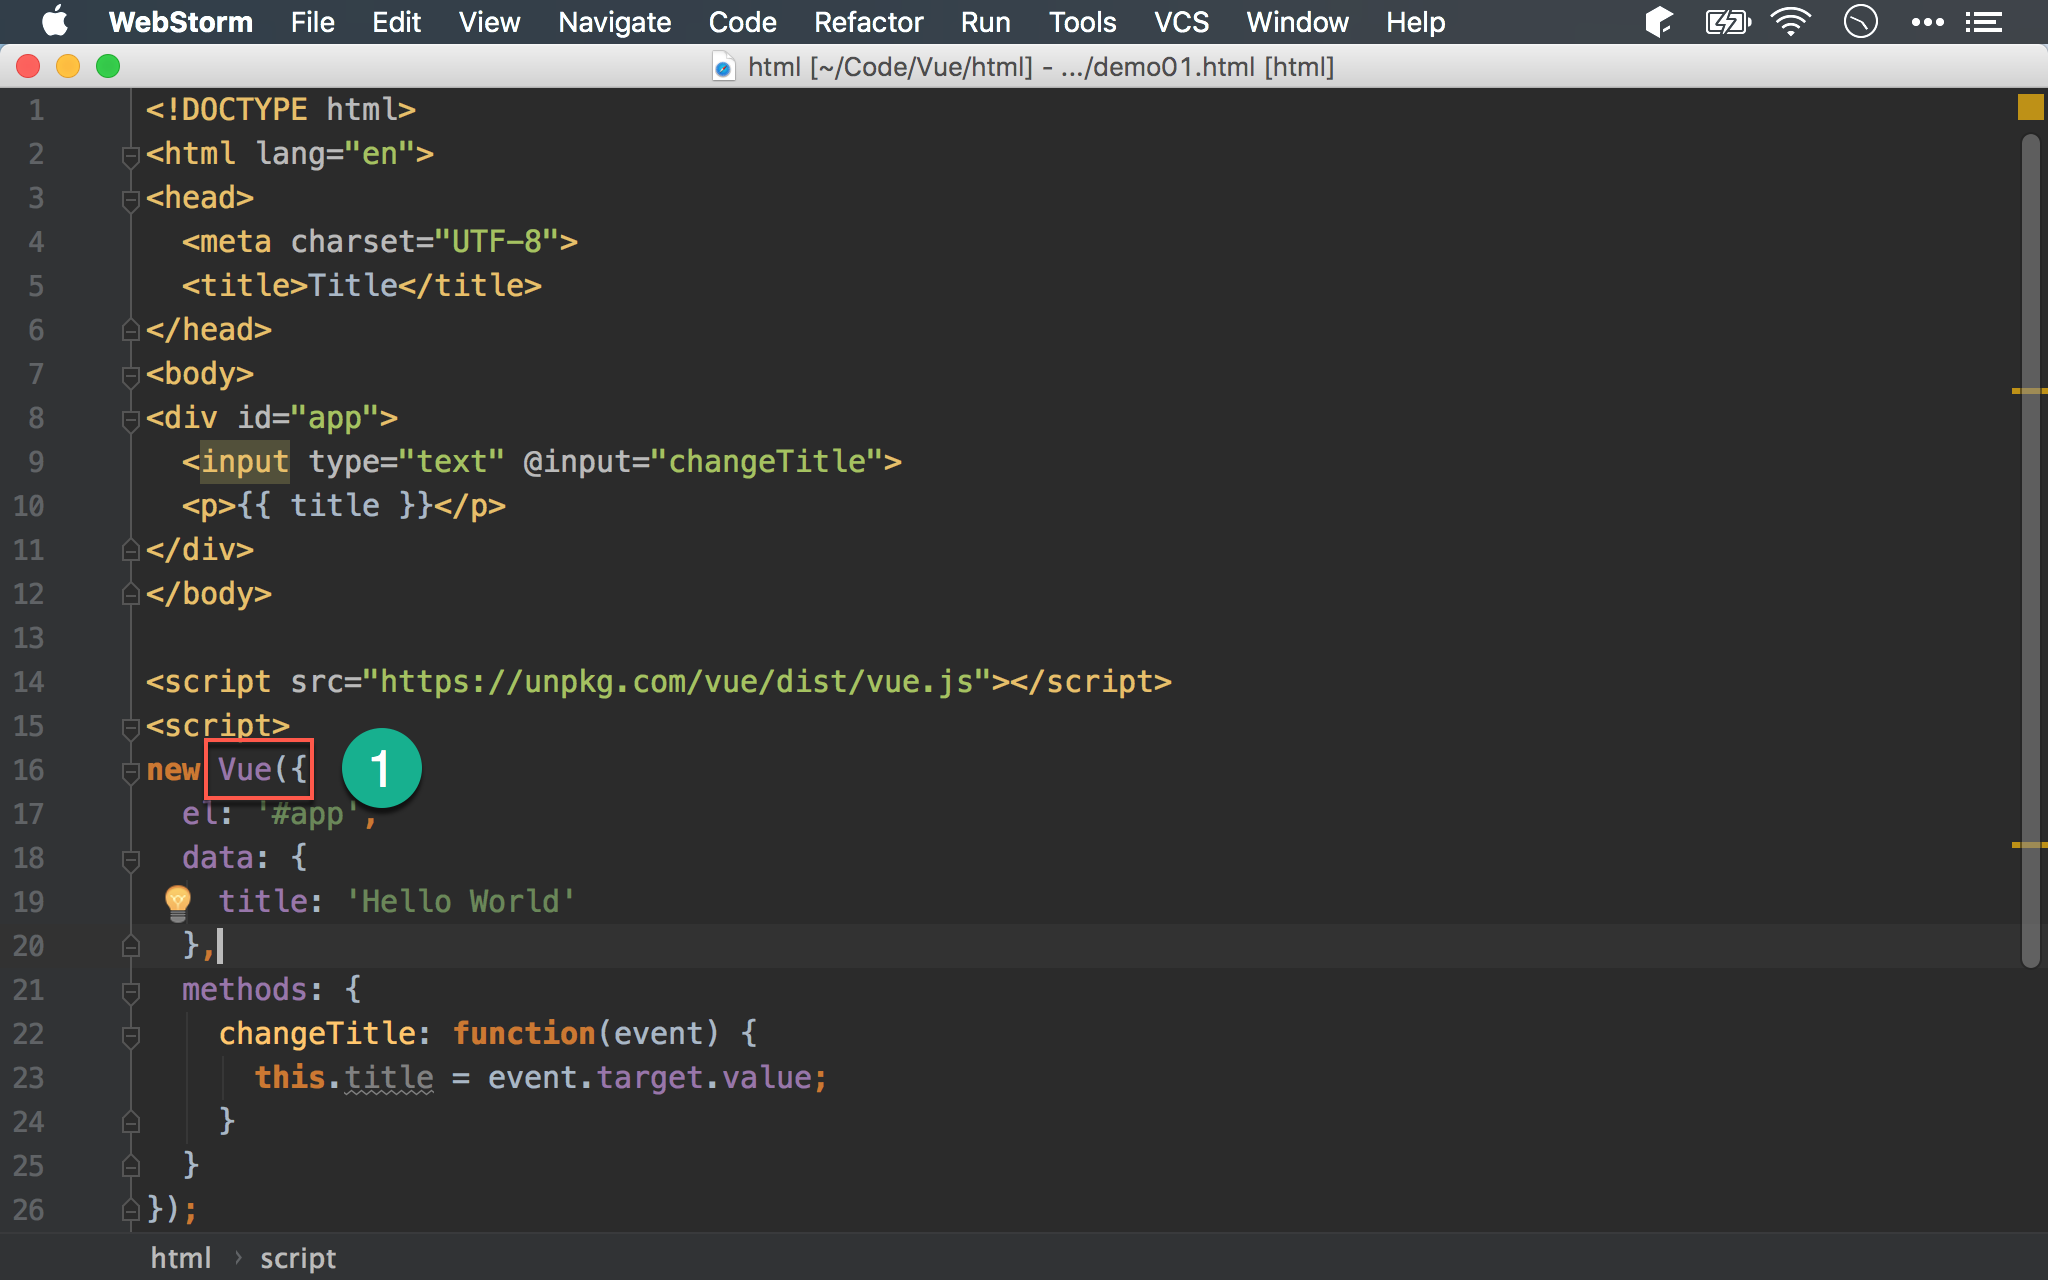 WebStorm File Edit View Navigate Code Refactor Run Tools VCS Window Help
html [~/Code/Vue/html] - .../demo01.html [html]
1 <!DOCTYPE html>
2 <html lang="en">
3 <head>
4 <meta charset="UTF-8">
5 <title>Title</title>
6 </head>
7 <body>
8 <div id="app">
9 <input type="text" @input="changeTitle">
10 <p>{{ title }}</p>
11 </div>
12 </body>
13
14 <script src="https://unpkg.com/vue/dist/vue.js"></script>
15 <script>
16 new Vue({ 1
17 el: '#app',
18 data: {
19 title: 'Hello World'
20 },
21 methods: {
22 changeTitle: function(event) {
23 this.title = event.target.value;
24 }
25 }
26 });
html › script